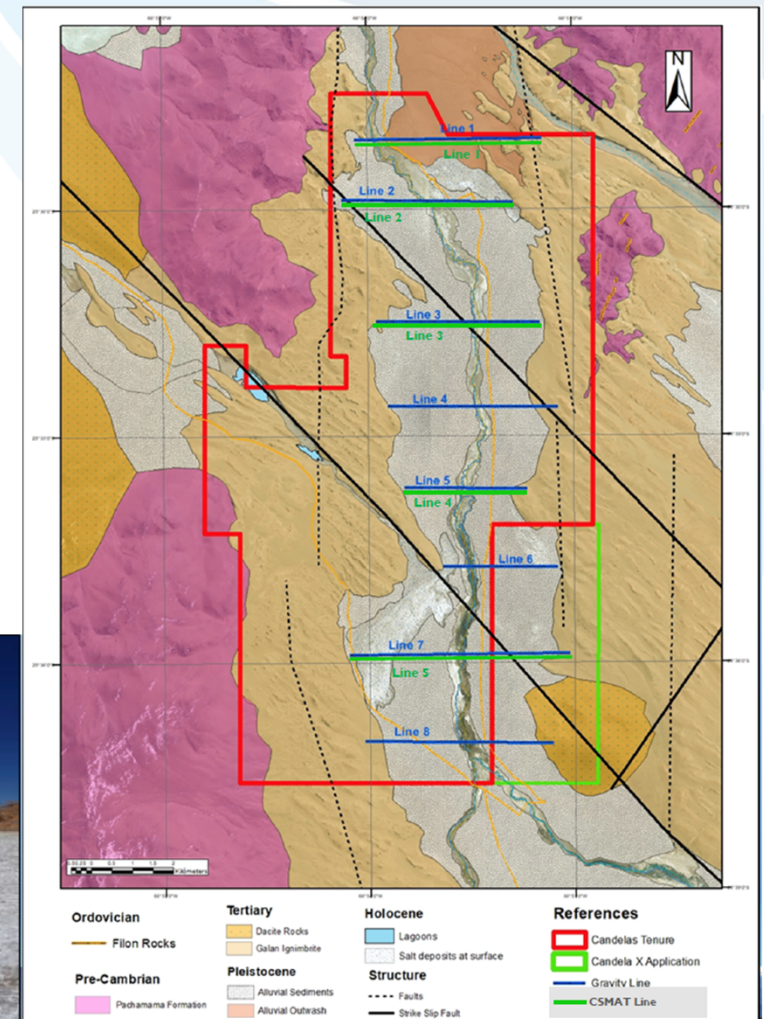 N
Line 1
Line 1
Line 2
Line 2
Line 3
Line 3
Line 4
Line 5
Line 4
Line 6
Line 7
Line 5
Line 8
Kilometers
Ordovician
Filon Rocks
Pre-Cambrian
Pachamama Formation
Tertiary
Dacite Rocks
Galan Ignimbrite
Pleistocene
Alluvial Sediments
Alluvial Outwash
Holocene
Lagoons
Salt deposits at surface
Structure
Faults
Strike Slip Fault
References
Candelas Tenure
Candela X Application
Gravity Line
CSMAT Line